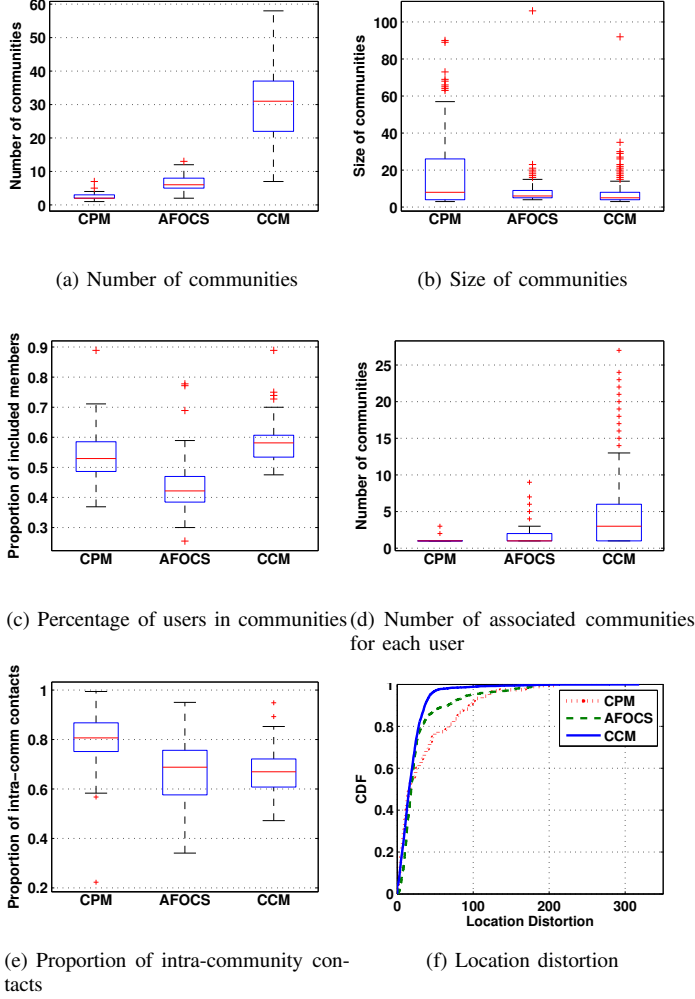 60
50
40
30
20
10
0
Number of communities
CPM AFOCS CCM
(a) Number of communities
100
80
60
40
20
0
Size of communities
CPM AFOCS CCM
(b) Size of communities
0.9
0.8
0.7
0.6
0.5
0.4
0.3
Proportion of included members
CPM AFOCS CCM
(c) Percentage of users in communities
25
20
15
10
5
0
Number of communities
CPM AFOCS CCM
(d) Number of associated communities
for each user
1
0.8
0.6
0.4
0.2
Proportion of intra−comm contacts
CPM AFOCS CCM
(e) Proportion of intra-community con-
tacts
1
0.8
0.6
0.4
0.2
0
CDF
CPM
AFOCS
CCM
0 100 200 300
Location Distortion
(f) Location distortion